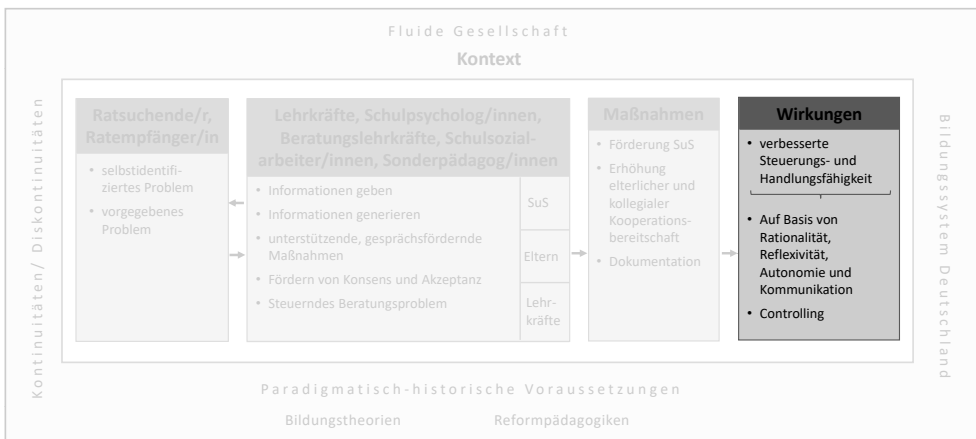 Fluide Gesellschaft
Kontext
Kontinuitäten/ Diskontinuitäten
Ratsuchende/r,
Ratempfänger/in
• selbstidentifi-
ziertes Problem
• vorgegebenes
Problem
Lehrkräfte, Schulpsycholog/innen,
Beratungslehrkräfte, Schulsozial-
arbeiter/innen, Sonderpädagog/innen
• Informationen geben
• Informationen generieren
• unterstützende, gesprächsfördernde
Maßnahmen
• Fördern von Konsens und Akzeptanz
• Steuerndes Beratungsproblem
SuS
Eltern
Lehr-
kräfte
Maßnahmen
• Förderung SuS
• Erhöhung
elterlicher und
kollegialer
Kooperations-
bereitschaft
• Dokumentation
Wirkungen
• verbesserte
Steuerungs- und
Handlungsfähigkeit
• Auf Basis von
Rationalität,
Reflexivität,
Autonomie und
Kommunikation
• Controlling
Bildungssystem Deutschland
Paradigmatisch-historische Voraussetzungen
Bildungstheorien Reformpädagogiken